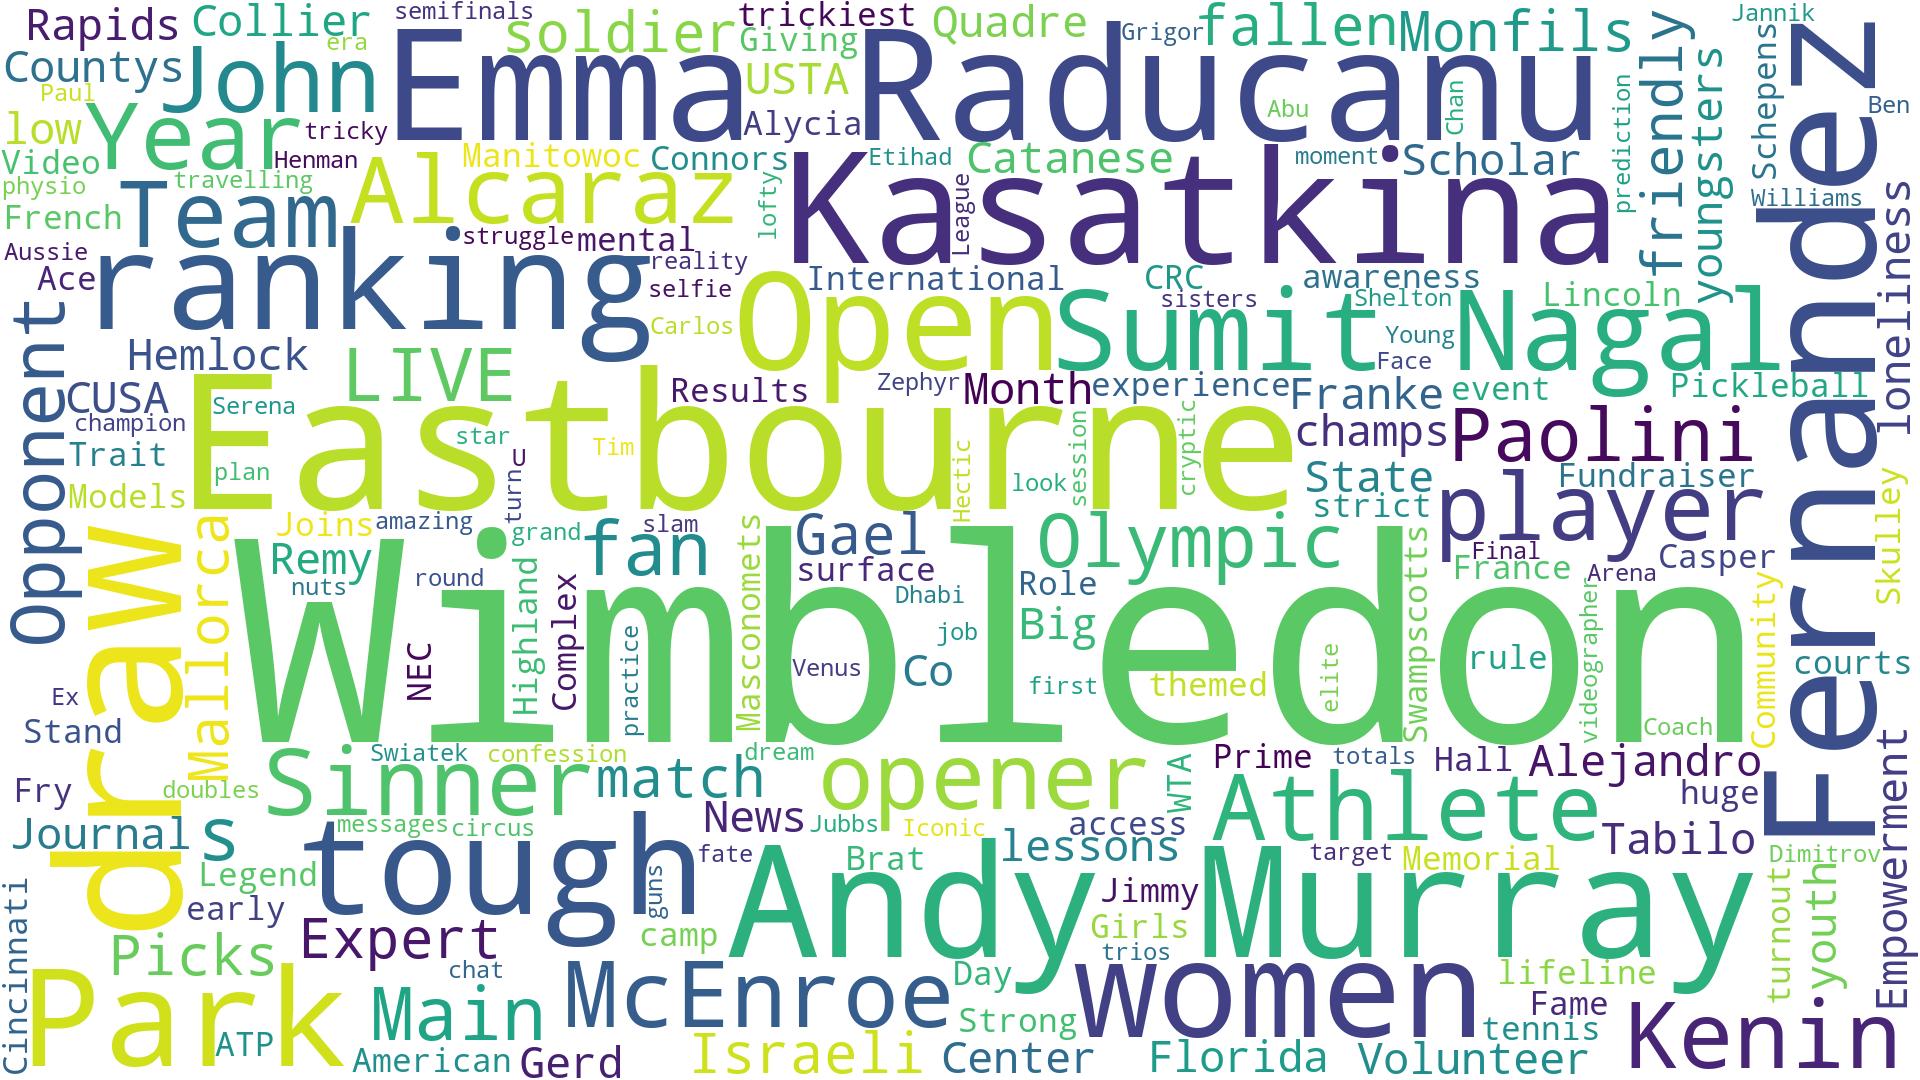 Rapids
Collier
semifinals
soldier
trickiest
Quadre
Grigor
fallen
Monfils
friendly
Jannik
era
Giving
Countys
John
Emma
USTA
Raducanu
youngsters
Schepens
Fernandez
Paul
low
Year
tricky
Alycia
Abu
Chan
prediction
Ben
Video
Henman
Manitowoc
Connors
Etihad
Catanese
moment
Scholar
physio
travelling
Alcaraz
lofty
Kasatkina
League
Williams
loneliness
French
Team
struggle
mental
Aussie
Ace
ranking
reality
selfie
International
CRC
awareness
sisters
Shelton
Lincoln
Carlos
Open
Sumit
Young
Nagal
Opponent
Hemlock
LIVE
Face
CUSA
Results
Zephyr
Month
experience
Franke
event
Pickleball
champion
Serena
Eastbourne
cryptic
champs
Paolini
Trait
star
Tim
U
session
Hectic
plan
look
State
Fundraiser
Models
turn
strict
player
Skulley
draw
Mallorca
Joins
amazing
grand
slam
fan
Gael
Olympic
Swampscotts
Final
Casper
Remy
surface
France
Arena
nuts
round
Highland
Complex
Masconomets
Dhabi
Role
videographer
Community
Wimbledon
NEC
practice
job
Big
rule
courts
Venus
Co
first
themed
elite
Ex
Stand
Coach
Swiatek
confession
dream
WTA
Prime
totals
Hall
Alejandro
Empowerment
Fry
doubles
Sinner
match
opener
Athlete
huge
Journal
s
messages
circus
News
Jubbs
Iconic
access
Tabilo
tough
fate
Brat
lessons
target
Memorial
Dimitrov
Legend
guns
Andy
Jimmy
Murray
turnout
youth
early
Cincinnati
Picks
Expert
camp
Girls
trios
Park
chat
McEnroe
Day
women
lifeline
Main
Fame
ATP
Strong
tennis
Kenin
American
Gerd
Israeli
Center
Florida
Volunteer